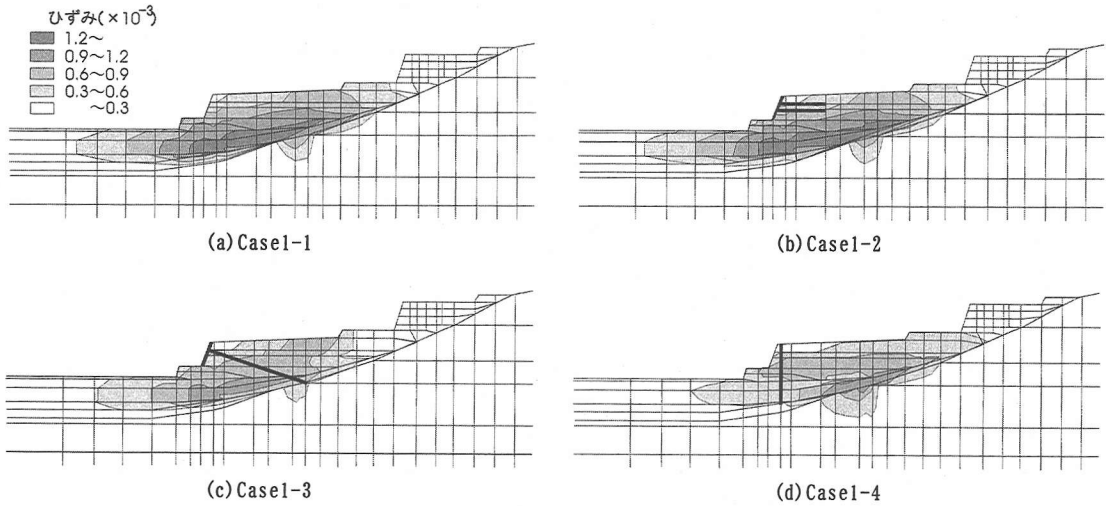 ひずみ(×10⁻³)
1.2～
0.9～1.2
0.6～0.9
0.3～0.6
～0.3
(a)Case1-1
(b)Case1-2
(c)Case1-3
(d)Case1-4